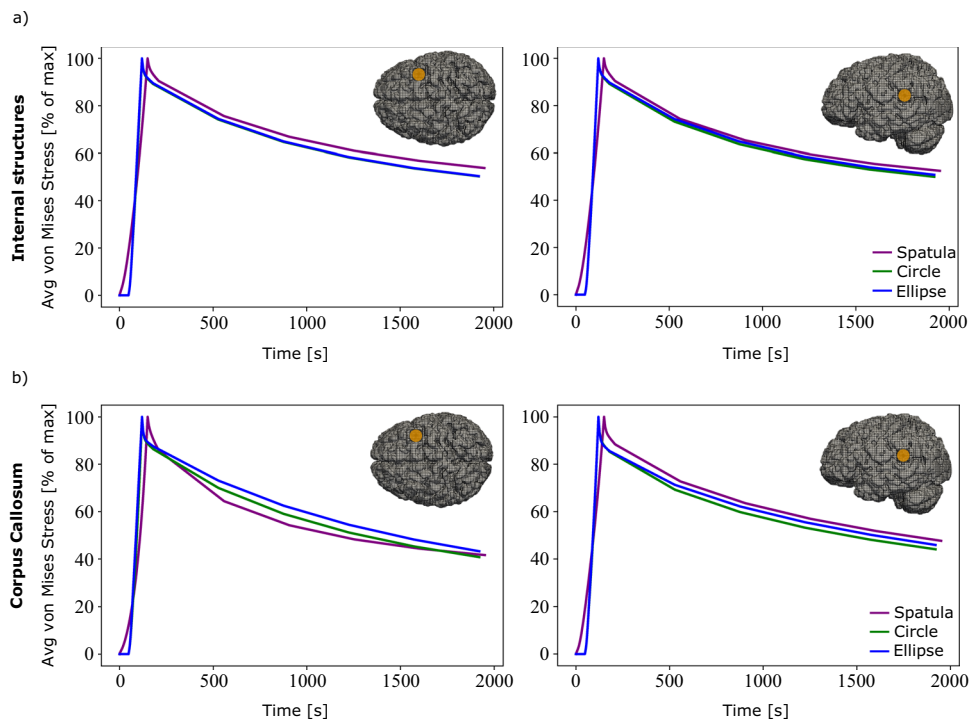 a)
Internal structures
Avg von Mises Stress [% of max]
100
80
60
40
20
0
0 500 1000 1500 2000
Time [s]
100
80
60
40
20
0
Spatula
Circle
Ellipse
0 500 1000 1500 2000
Time [s]
b)
Corpus Callosum
Avg von Mises Stress [% of max]
100
80
60
40
20
0
0 500 1000 1500 2000
Time [s]
100
80
60
40
20
0
Spatula
Circle
Ellipse
0 500 1000 1500 2000
Time [s]